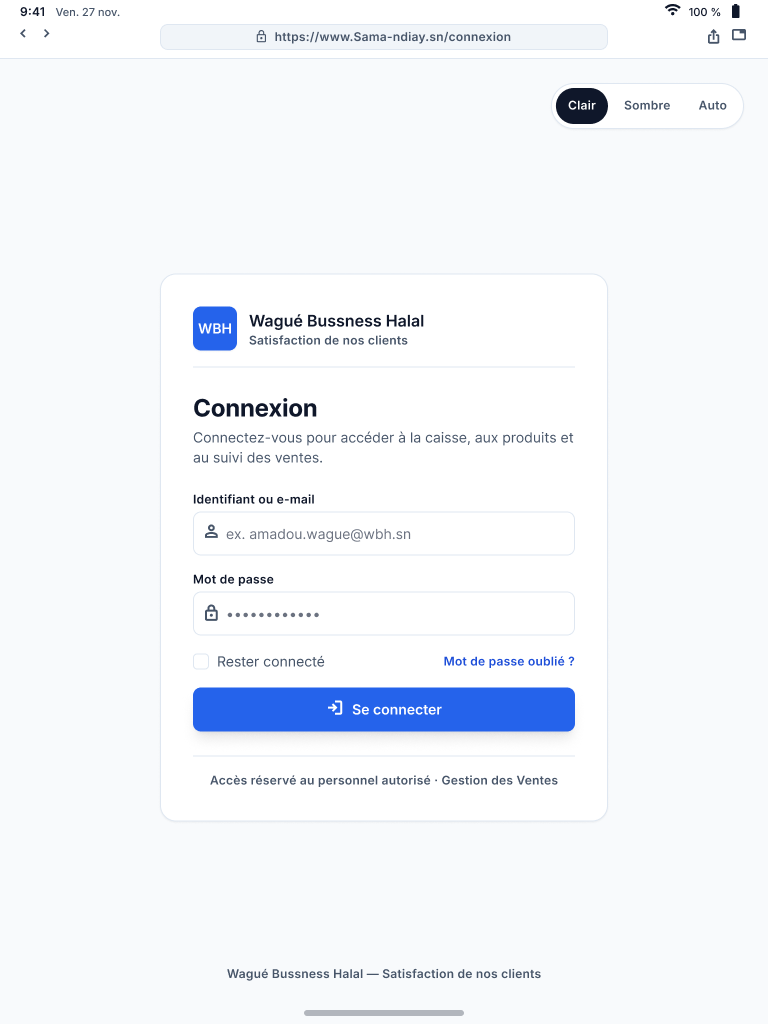 9:41 Ven. 27 nov. 100 %
https://www.Sama-ndiay.sn/connexion
Clair Sombre Auto
WBH
Wagué Bussness Halal
Satisfaction de nos clients
Connexion
Connectez-vous pour accéder à la caisse, aux produits et
au suivi des ventes.
Identifiant ou e-mail
ex. amadou.wague@wbh.sn
Mot de passe
••••••••••••
Rester connecté Mot de passe oublié ?
Se connecter
Accès réservé au personnel autorisé · Gestion des Ventes
Wagué Bussness Halal — Satisfaction de nos clients